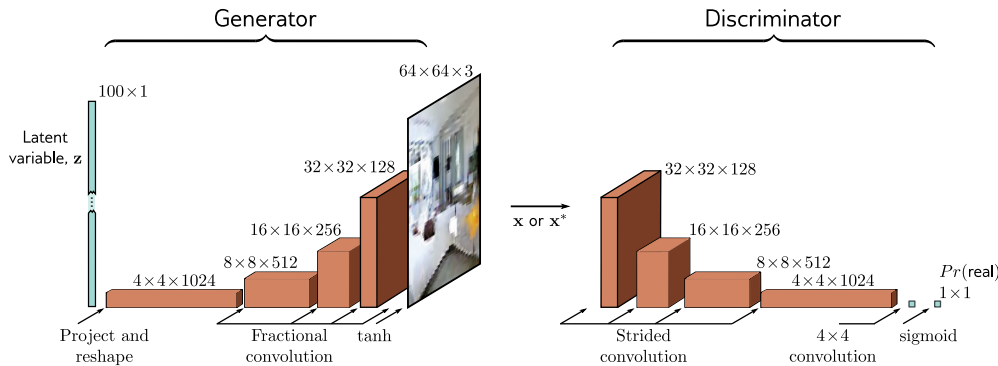 Generator
Discriminator
64×64×3
100×1
Latent
variable, z
32×32×128
16×16×256
8×8×512
4×4×1024
Project and
reshape
Fractional
convolution
tanh
x or x*
32×32×128
16×16×256
8×8×512
4×4×1024
Pr(real)
1×1
Strided
convolution
4×4
convolution
sigmoid